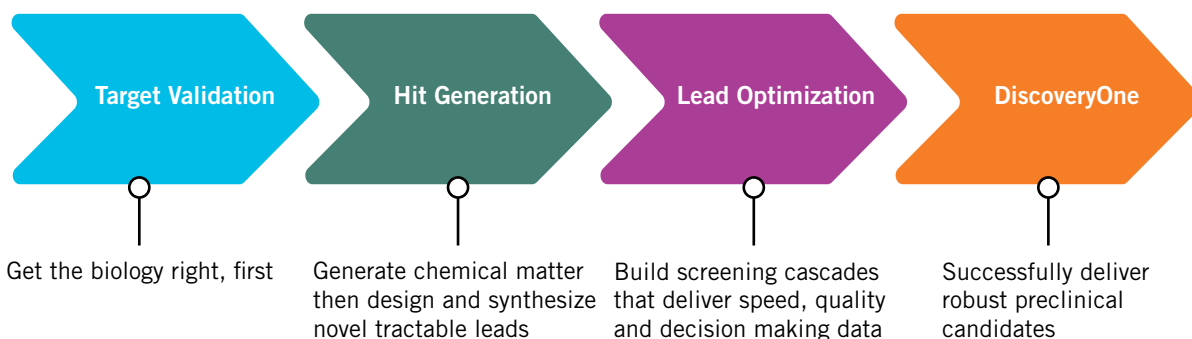 Target Validation
Hit Generation
Lead Optimization
DiscoveryOne
Get the biology right, first
Generate chemical matter
then design and synthesize
novel tractable leads
Build screening cascades
that deliver speed, quality
and decision making data
Successfully deliver
robust preclinical
candidates